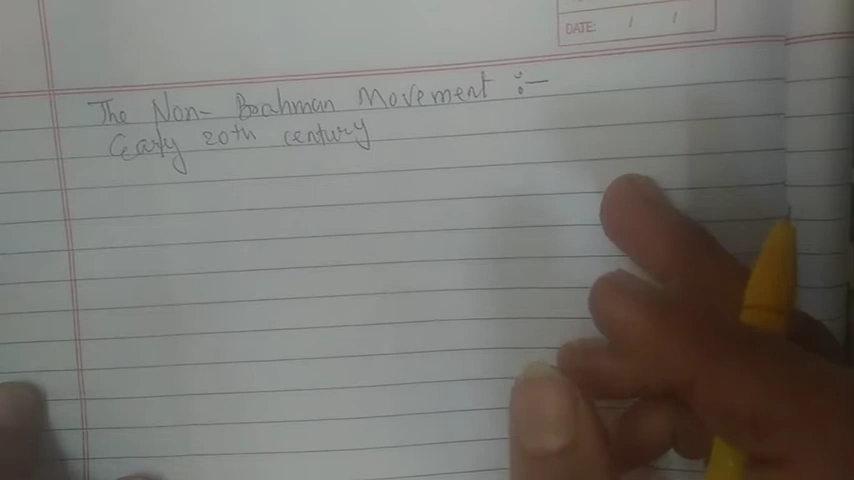 DATE: / /
The Non- Brahman Movement :-
Early 20th century